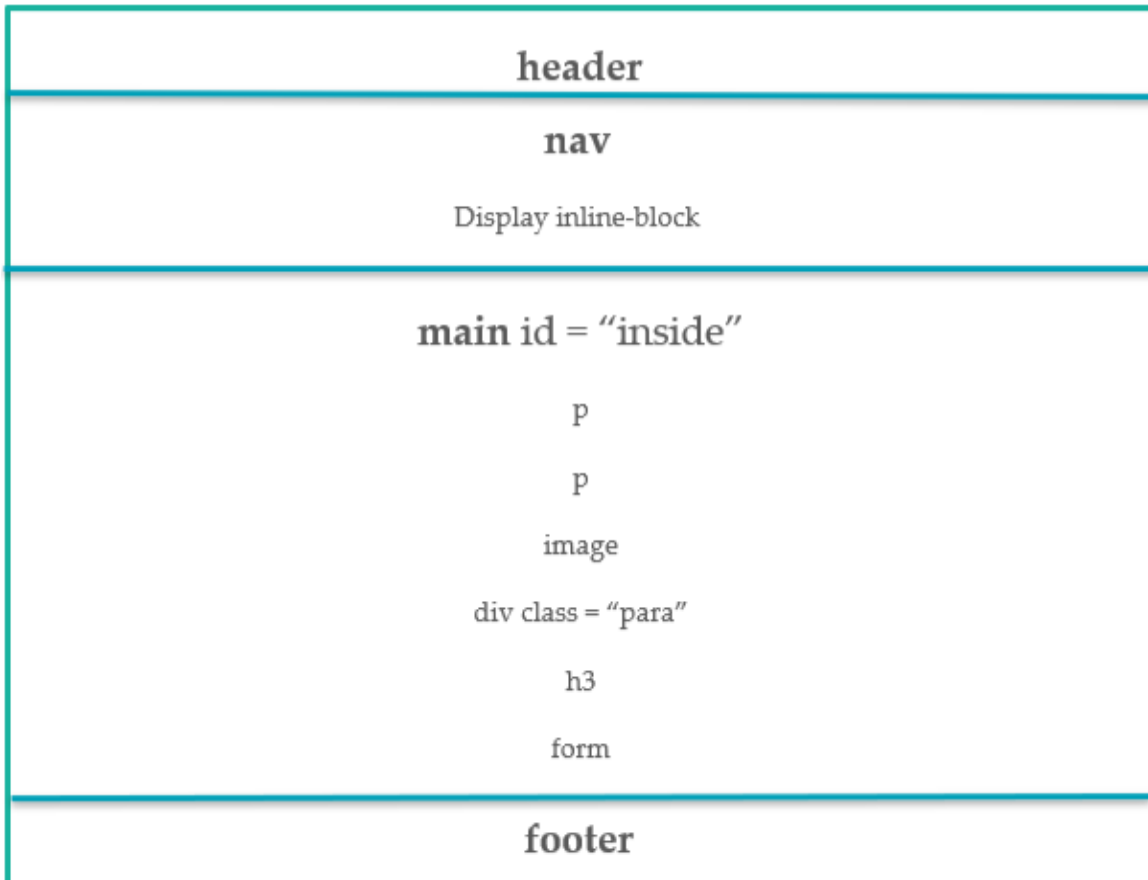 header
nav
Display inline-block
main id = “inside”
p
p
image
div class = “para”
h3
form
footer